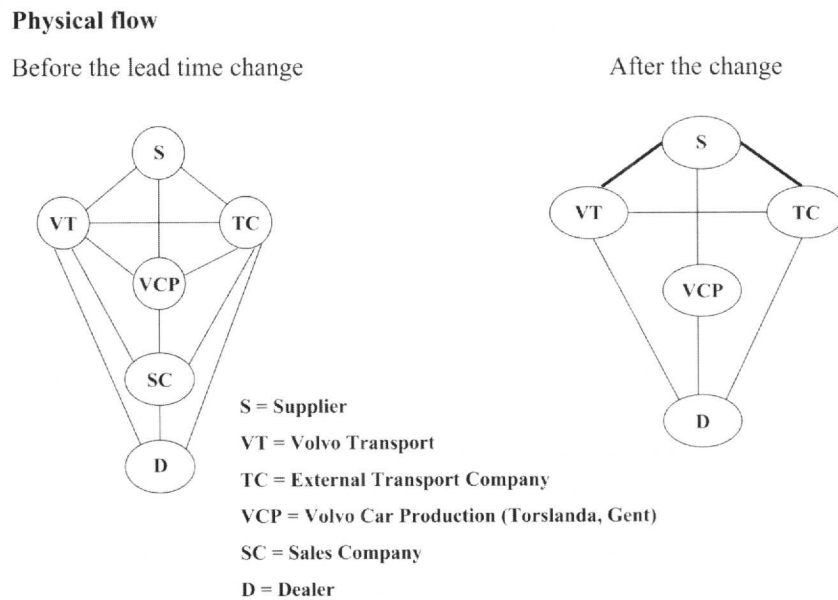 Physical flow
Before the lead time change
After the change
S
VT
TC
VCP
SC
D
S
VT
TC
VCP
D
S = Supplier
VT = Volvo Transport
TC = External Transport Company
VCP = Volvo Car Production (Torslanda, Gent)
SC = Sales Company
D = Dealer